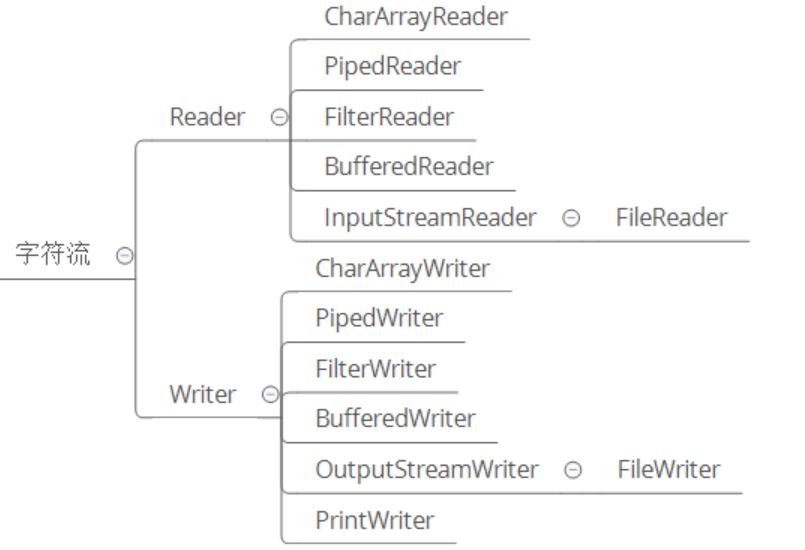 字符流
Reader
CharArrayReader
PipedReader
FilterReader
BufferedReader
InputStreamReader
FileReader
Writer
CharArrayWriter
PipedWriter
FilterWriter
BufferedWriter
OutputStreamWriter
FileWriter
PrintWriter